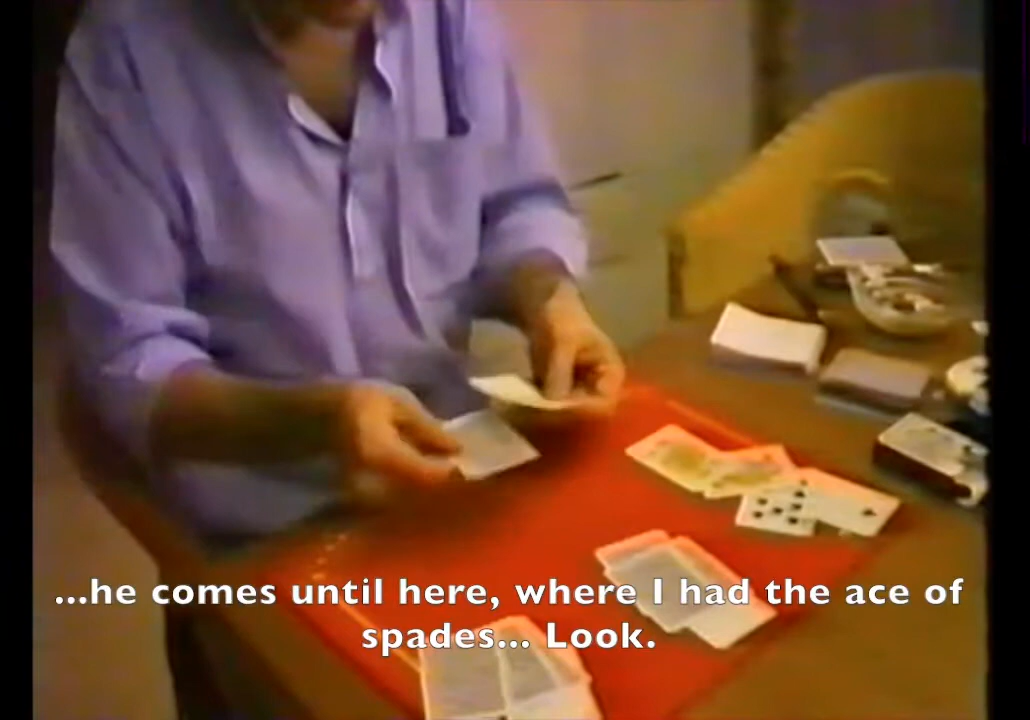 ...he comes until here, where I had the ace of
spades... Look.